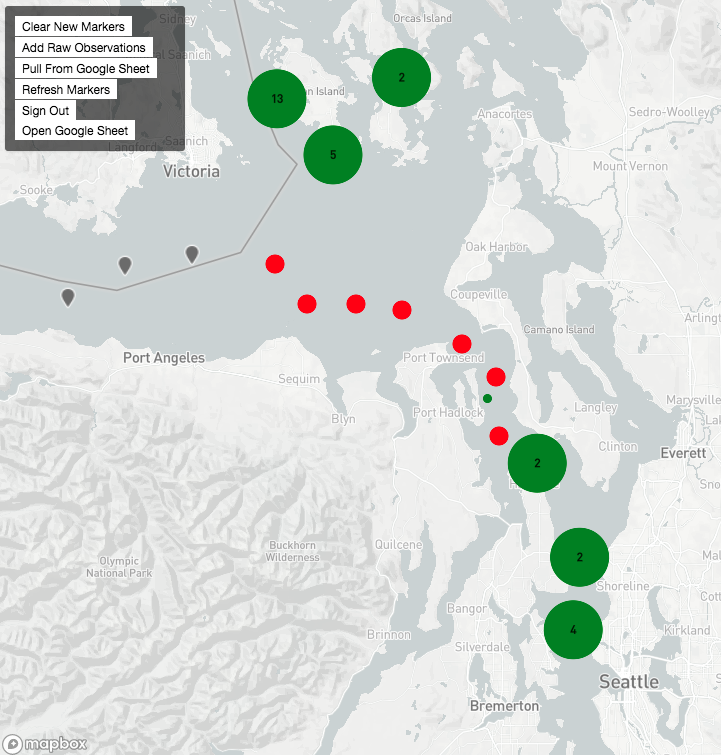 Clear New Markers
Add Raw Observations
Pull From Google Sheet
Refresh Markers
Sign Out
Open Google Sheet
Sidney
Saanich
Langford
Saanich
Victoria
Sooke
Orcas Island
Island
13
2
5
Anacortes
Sedro-Woolley
Mount Vernon
Oak Harbor
Coupeville
Camano Island
Arlingt
Port Angeles
Port Townsend
Sequim
Blyn
Port Hadlock
Langley
Marysville
Clinton
Everett
2
Quilcene
Buckhorn
Wilderness
Olympic
National Park
2
Shoreline
Bangor
4
Brinnon
Kirkland
Silverdale
Seattle
Bremerton
mapbox